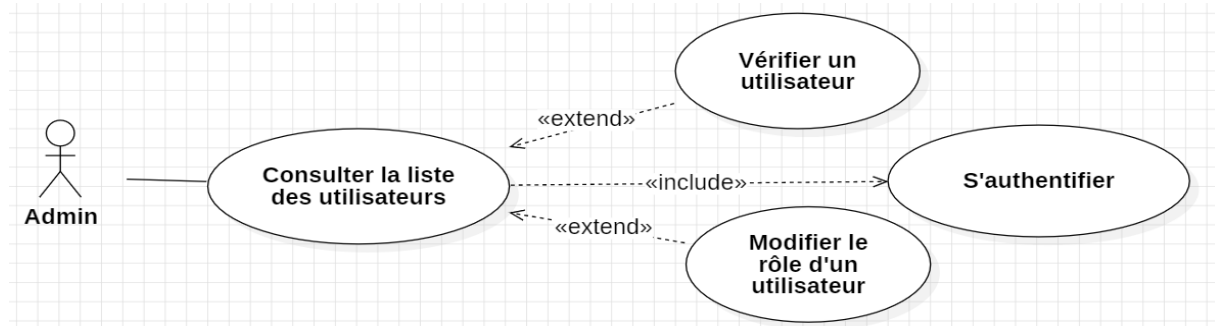 Vérifier un
utilisateur
«extend»
Consulter la liste
des utilisateurs
«include»
S'authentifier
Admin
«extend»
Modifier le
rôle d'un
utilisateur